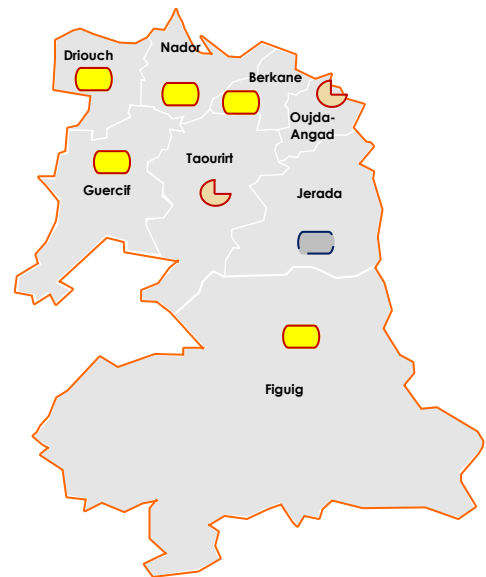 Nador
Driouch
Berkane
Oujda-
Angad
Taourirt
Guercif
Jerada
Figuig